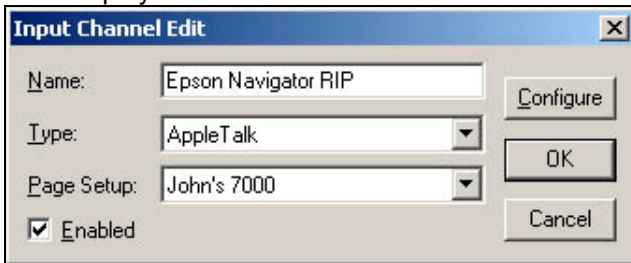 Input Channel Edit
Name: Epson Navigator RIP
Configure
Type: AppleTalk
OK
Page Setup: John's 7000
Enabled
Cancel